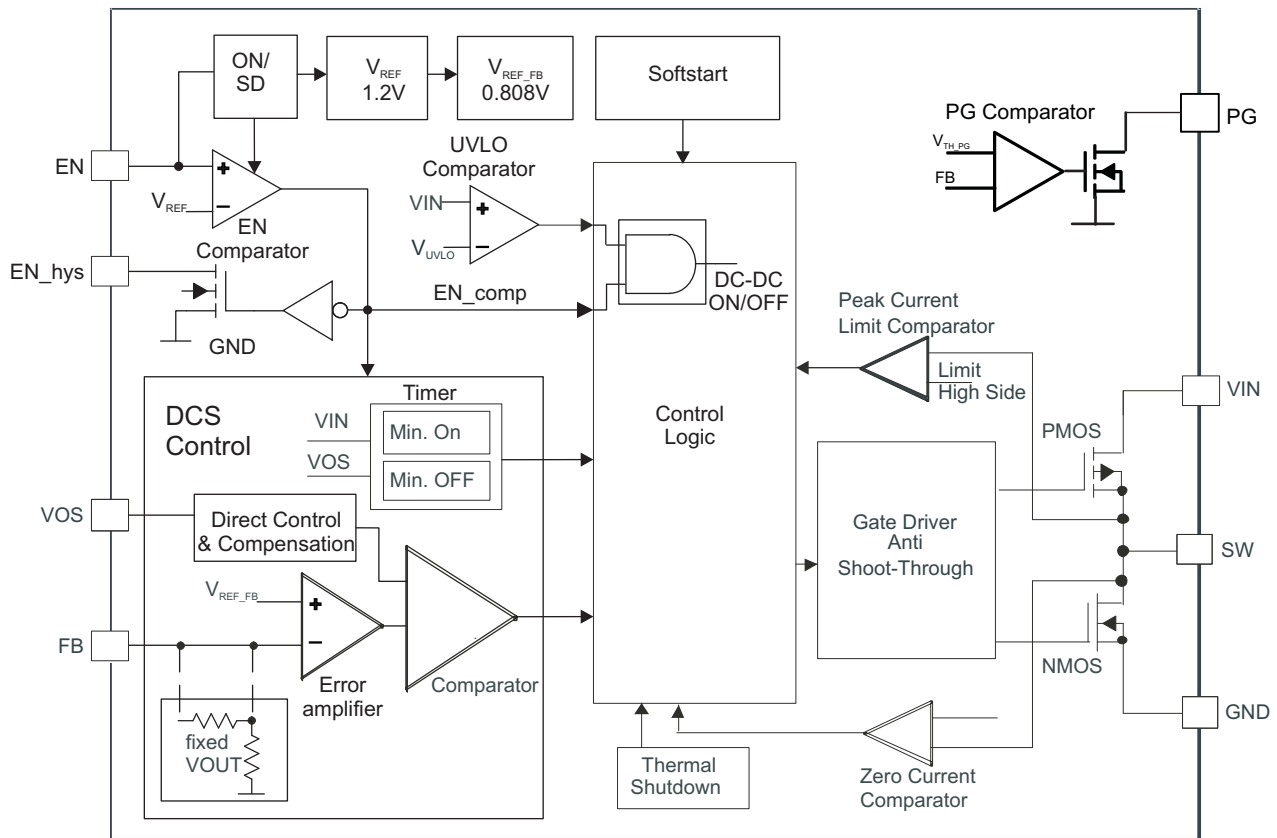 ON/
SD
V_REF
1.2V
V_REF_FB
0.808V
Softstart
PG Comparator
V_TH_PG
FB
PG
EN
+
V_REF
−
EN
Comparator
UVLO
Comparator
VIN
+
V_UVLO
−
EN_hys
GND
EN_comp
DC-DC
ON/OFF
Peak Current
Limit Comparator
Limit
High Side
VIN
DCS
Control
Timer
VIN
Min. On
VOS
Min. OFF
Control
Logic
PMOS
VOS
Direct Control
& Compensation
Gate Driver
Anti
Shoot-Through
SW
V_REF_FB
+
FB
−
NMOS
Error
amplifier
Comparator
GND
fixed
VOUT
Thermal
Shutdown
Zero Current
Comparator